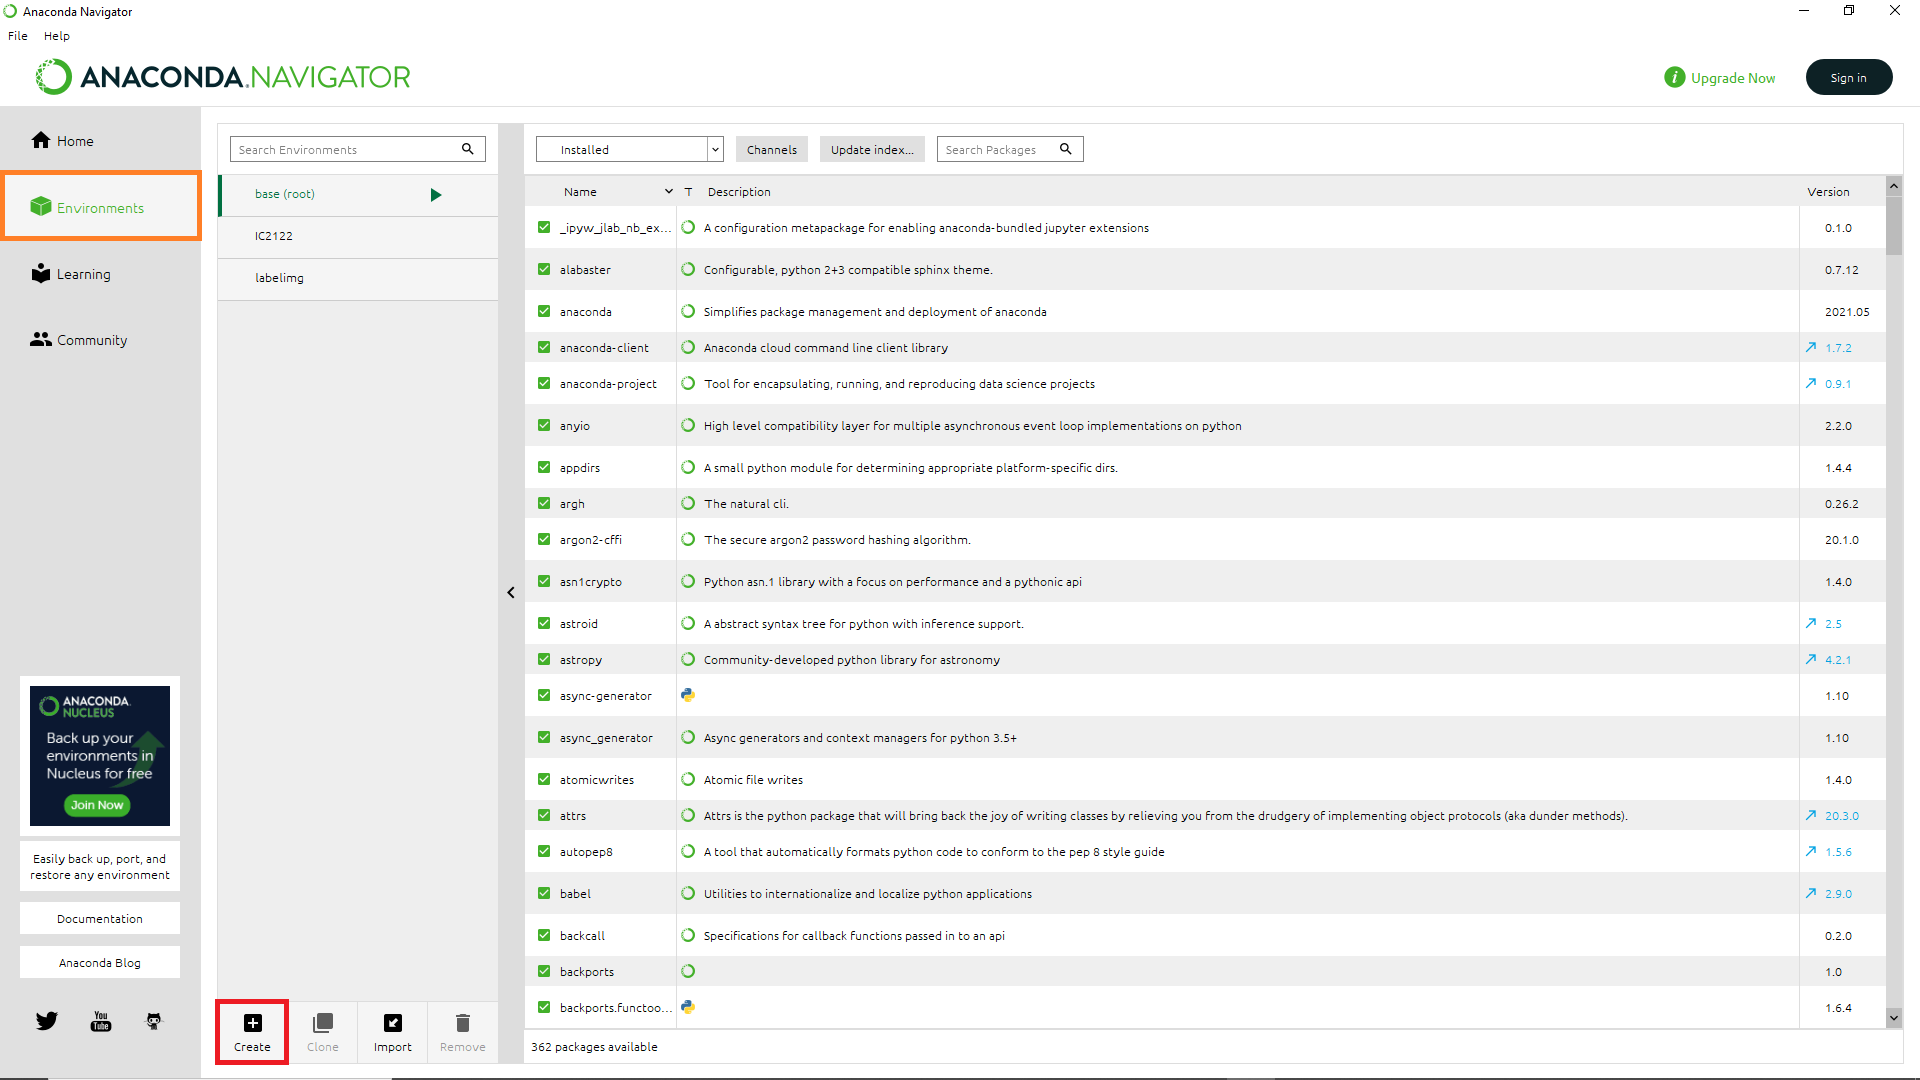 Anaconda Navigator
File Help
ANACONDA.NAVIGATOR
Upgrade Now
Sign in
Home
Environments
Learning
Community
ANACONDA.
NUCLEUS
Back up your
environments in
Nucleus for free
Join Now
Easily back up, port, and
restore any environment
Documentation
Anaconda Blog
You
Tube
Search Environments
base (root)
IC2122
labelimg
Create
Clone
Import
Remove
Installed Channels Update index... Search Packages
Name T Description Version
_ipyw_jlab_nb_ex... A configuration metapackage for enabling anaconda-bundled jupyter extensions 0.1.0
alabaster Configurable, python 2+3 compatible sphinx theme. 0.7.12
anaconda Simplifies package management and deployment of anaconda 2021.05
anaconda-client Anaconda cloud command line client library 1.7.2
anaconda-project Tool for encapsulating, running, and reproducing data science projects 0.9.1
anyio High level compatibility layer for multiple asynchronous event loop implementations on python 2.2.0
appdirs A small python module for determining appropriate platform-specific dirs. 1.4.4
argh The natural cli. 0.26.2
argon2-cffi The secure argon2 password hashing algorithm. 20.1.0
asn1crypto Python asn.1 library with a focus on performance and a pythonic api 1.4.0
astroid A abstract syntax tree for python with inference support. 2.5
astropy Community-developed python library for astronomy 4.2.1
async-generator 1.10
async_generator Async generators and context managers for python 3.5+ 1.10
atomicwrites Atomic file writes 1.4.0
attrs Attrs is the python package that will bring back the joy of writing classes by relieving you from the drudgery of implementing object protocols (aka dunder methods). 20.3.0
autopep8 A tool that automatically formats python code to conform to the pep 8 style guide 1.5.6
babel Utilities to internationalize and localize python applications 2.9.0
backcall Specifications for callback functions passed in to an api 0.2.0
backports 1.0
backports.functoo... 1.6.4
362 packages available